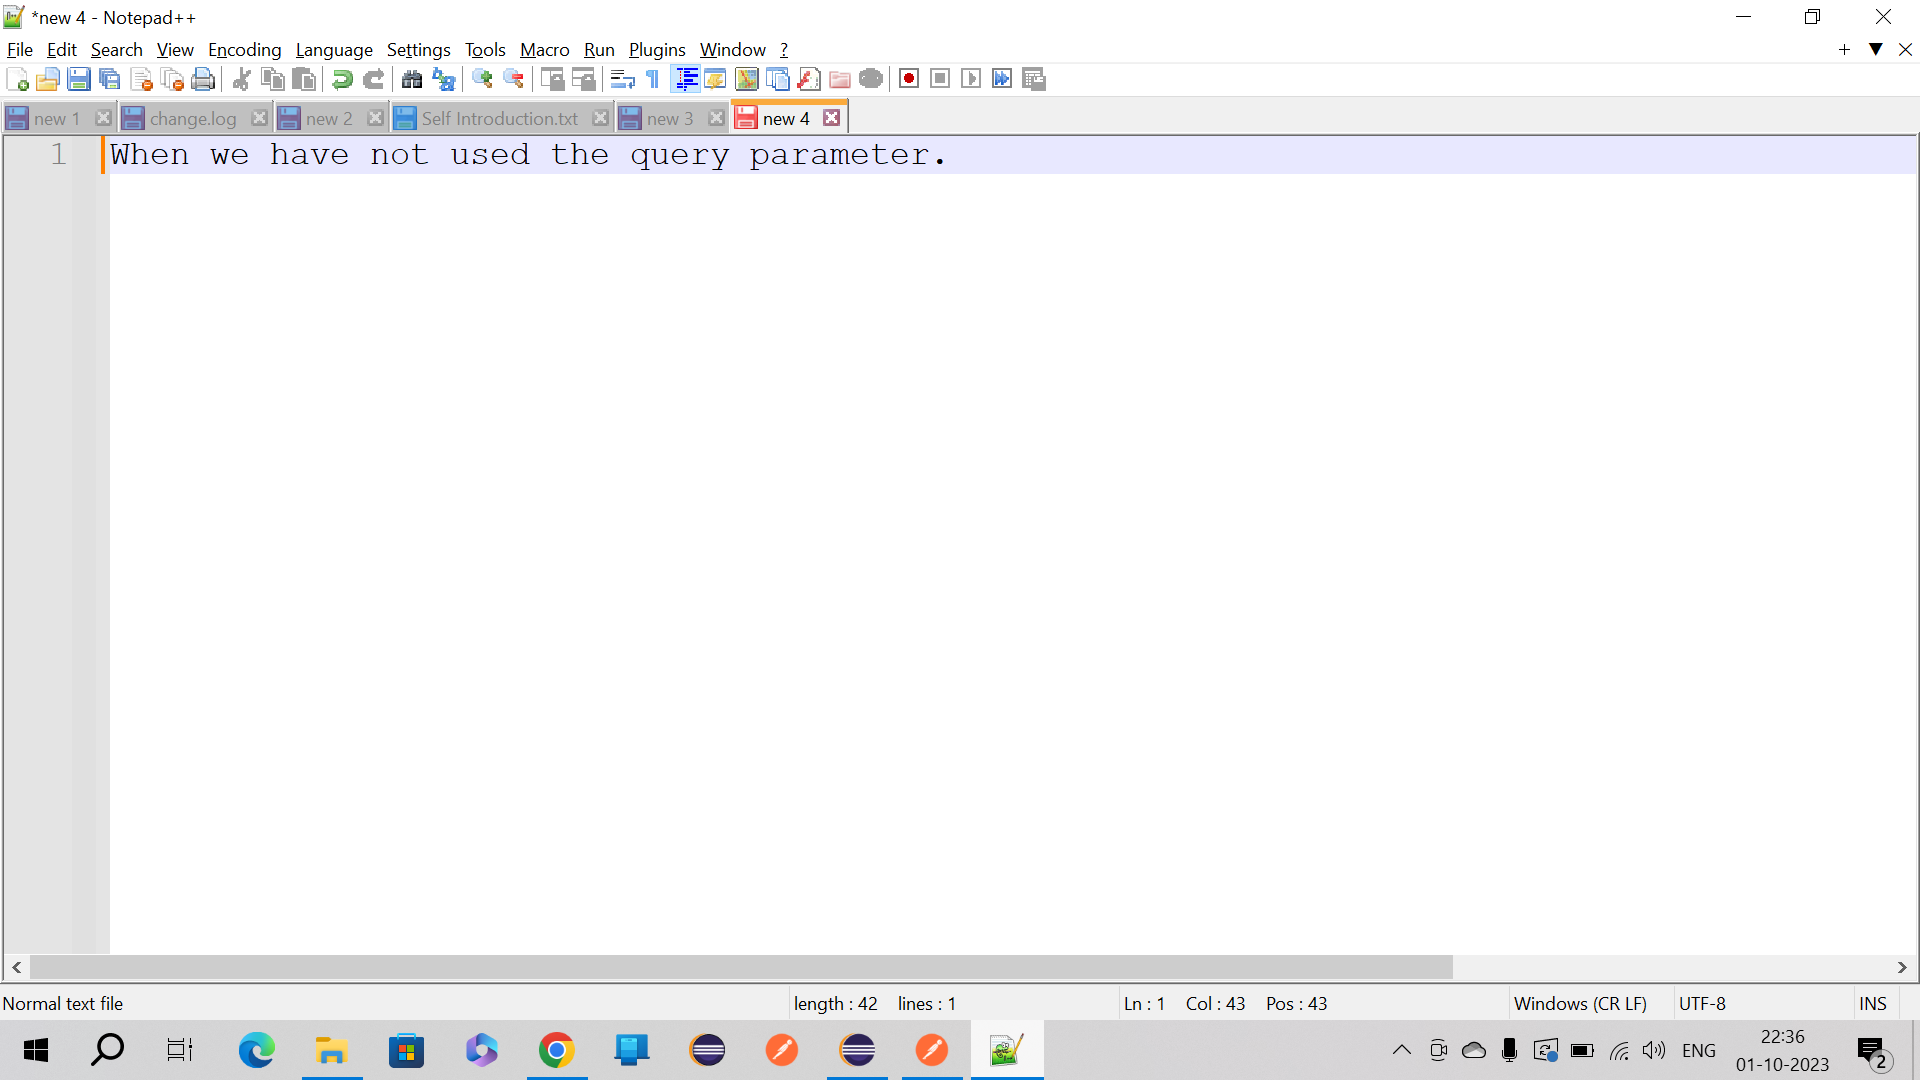 *new 4 - Notepad++
File Edit Search View Encoding Language Settings Tools Macro Run Plugins Window ?
new 1 change.log new 2 Self Introduction.txt new 3 new 4
1 When we have not used the query parameter.
Normal text file length : 42 lines : 1 Ln : 1 Col : 43 Pos : 43 Windows (CR LF) UTF-8 INS
ENG 22:36
01-10-2023 2